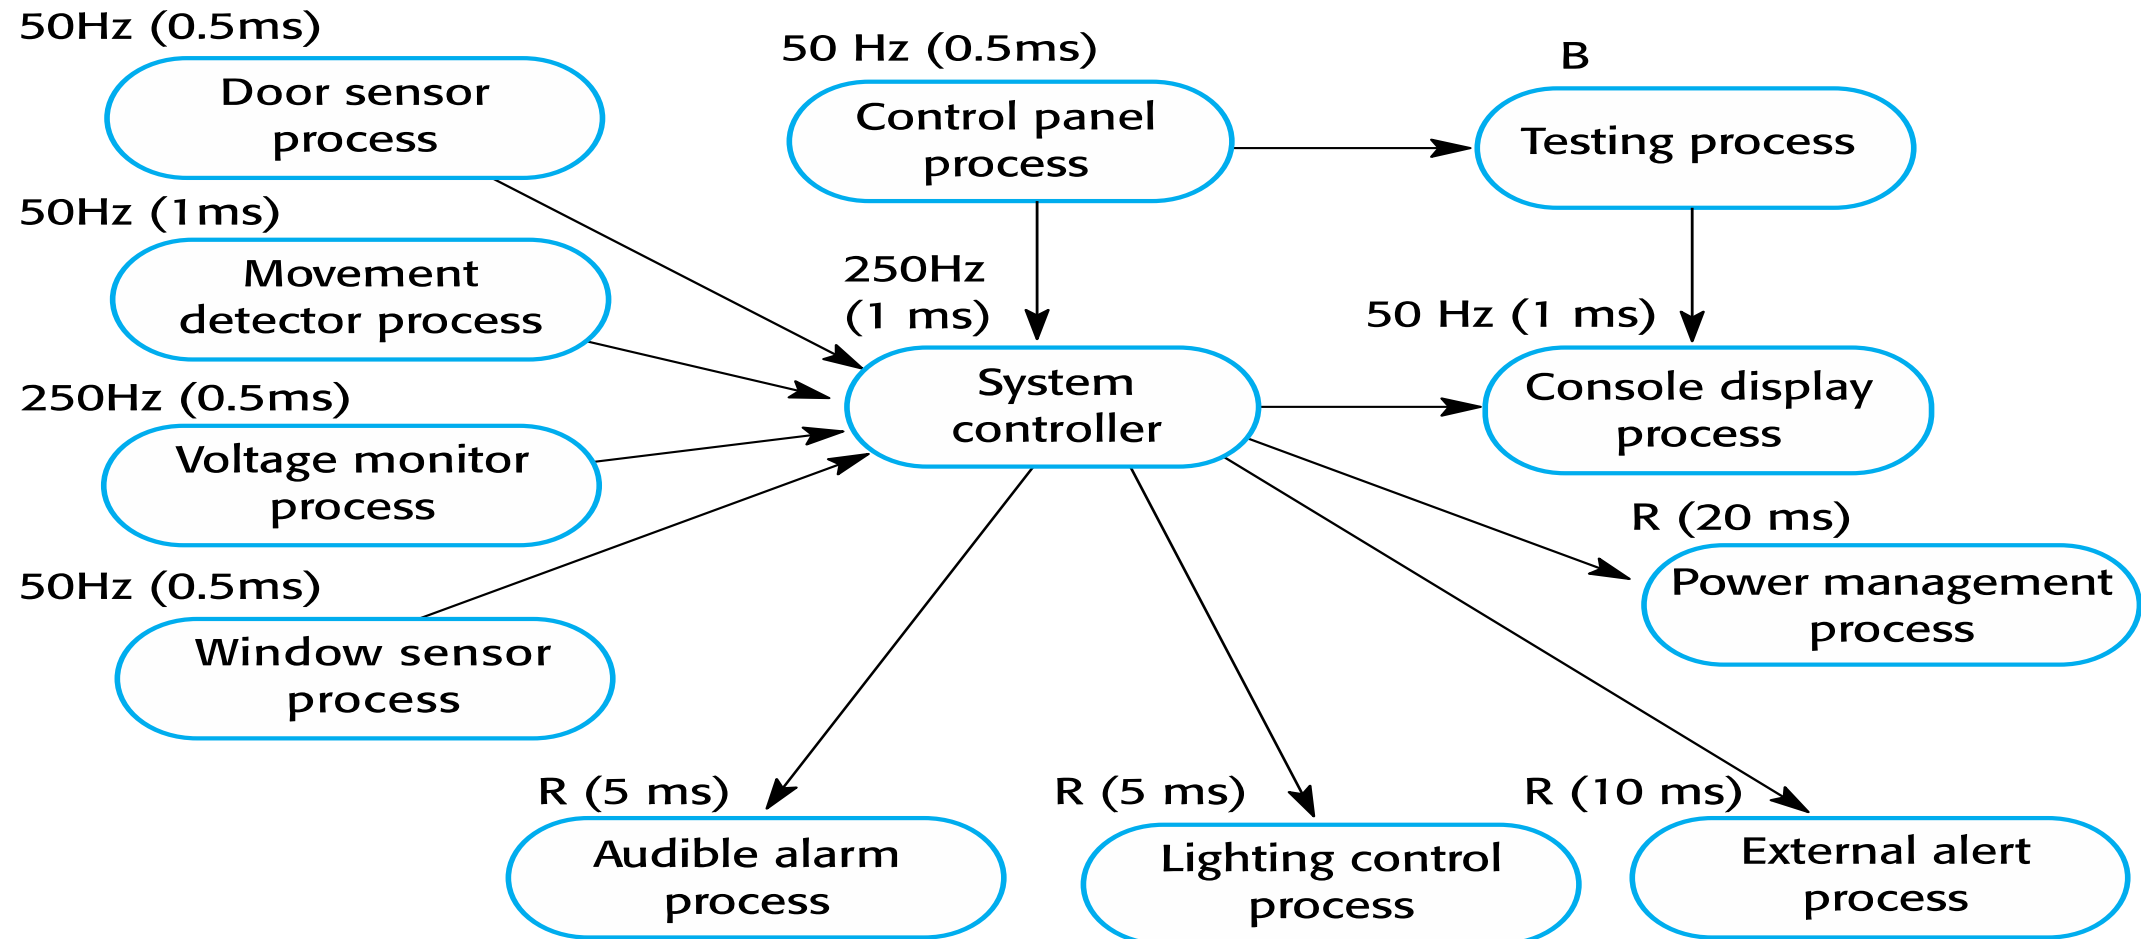 50Hz (0.5ms)
Door sensor
process
50 Hz (0.5ms)
Control panel
process
B
Testing process
50Hz (1ms)
Movement
detector process
250Hz
(1 ms)
System
controller
50 Hz (1 ms)
Console display
process
250Hz (0.5ms)
Voltage monitor
process
R (20 ms)
Power management
process
50Hz (0.5ms)
Window sensor
process
R (5 ms)
Audible alarm
process
R (5 ms)
Lighting control
process
R (10 ms)
External alert
process